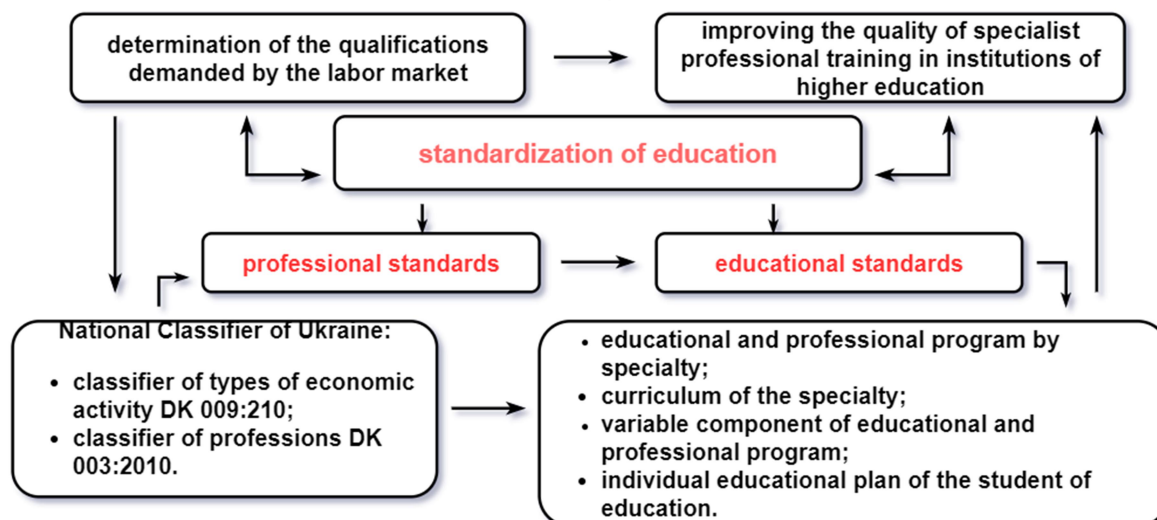 determination of the qualifications
demanded by the labor market
improving the quality of specialist
professional training in institutions of
higher education
standardization of education
professional standards
educational standards
National Classifier of Ukraine:
• classifier of types of economic
activity DK 009:210;
• classifier of professions DK
003:2010.
• educational and professional program by
specialty;
• curriculum of the specialty;
• variable component of educational and
professional program;
• individual educational plan of the student of
education.